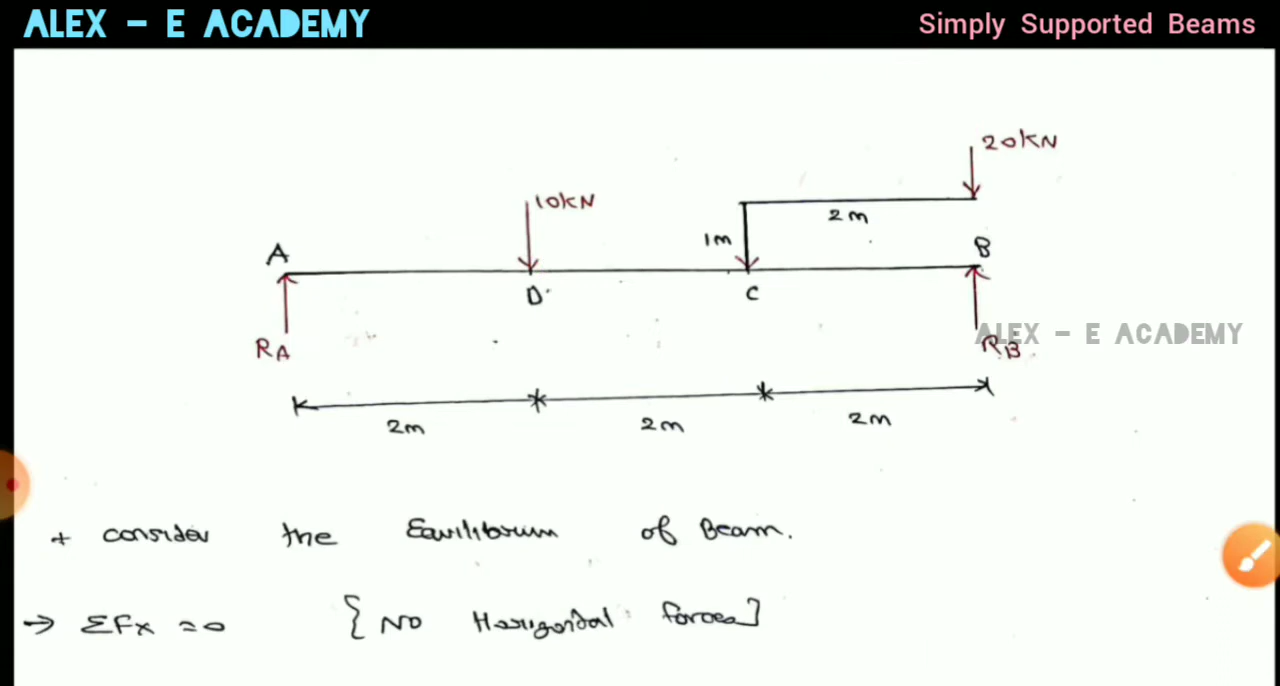 ALEX - E ACADEMY
Simply Supported Beams
20kN
10kN
2m
1m
A
B
D
C
ALEX - E ACADEMY
RA
RB
2m
2m
2m
+ consider the Equilibrium of Beam.
→ ΣFx = 0 {No Horizontal forces]